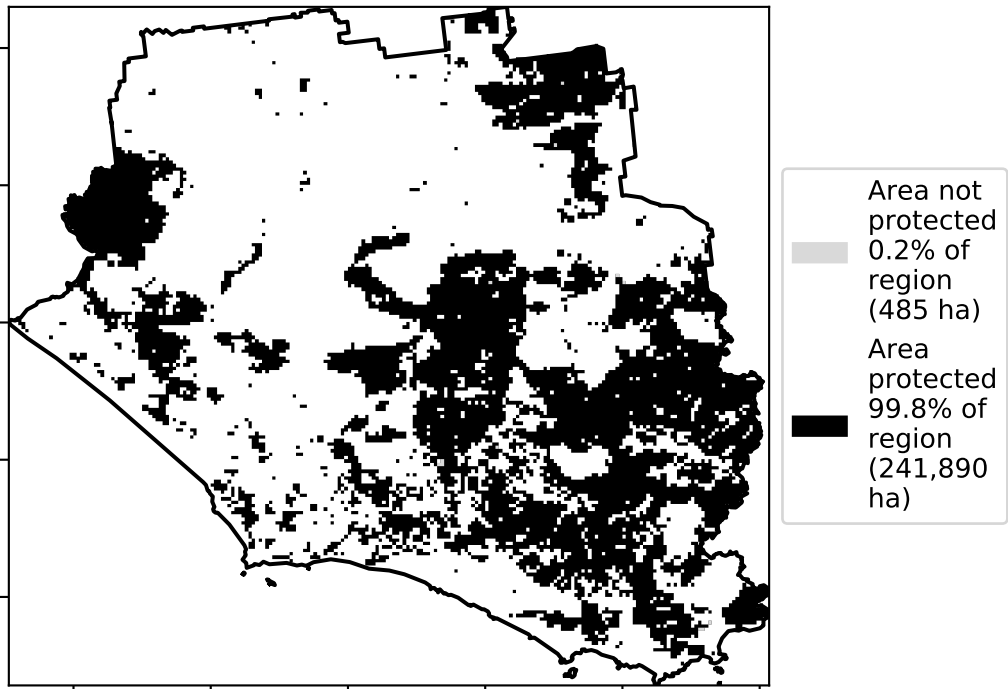 Area not
protected
0.2% of
region
(485 ha)
Area
protected
99.8% of
region
(241,890
ha)